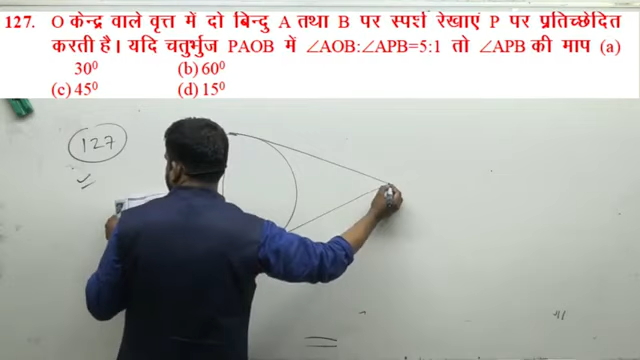 127. O केन्द्र वाले वृत्त में दो बिन्दु A तथा B पर स्पर्श रेखाएं P पर प्रतिच्छेदित
करती है। यदि चतुर्भुज PAOB में ∠AOB:∠APB=5:1 तो ∠APB की माप (a)
30⁰ (b) 60⁰
(c) 45⁰ (d) 15⁰
127